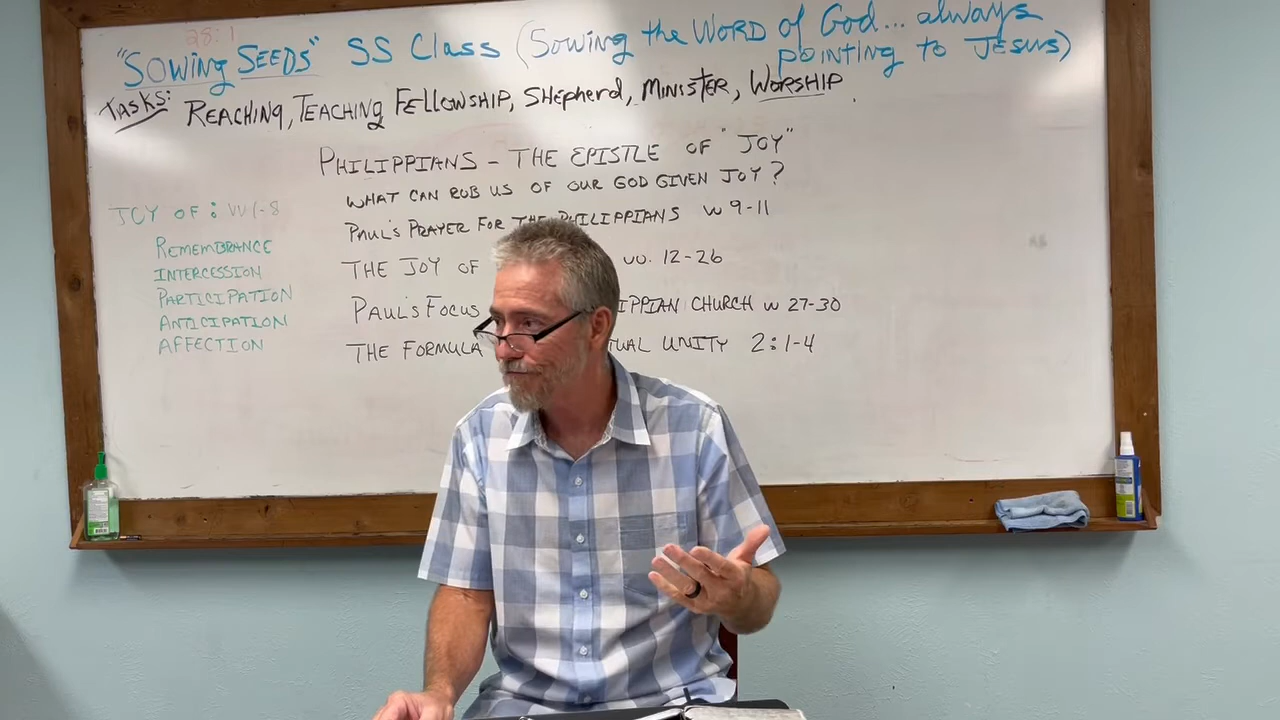 28:1
"Sowing SEEDS" SS Class (Sowing the WORD of God... always
pointing to JESUS)
TASKS: REACHING, TEACHING FELLOWSHIP, Shepherd, MINISTER, WORSHIP
PHILIPPIANS - THE EPISTLE OF "JOY"
WHAT CAN ROB US OF OUR GOD GIVEN JOY?
PAUL'S PRAYER FOR THE PHILIPPIANS vv 9-11
THE JOY OF vv. 12-26
PAUL'S FOCUS IPPIAN CHURCH vv 27-30
THE FORMULA TUAL UNITY 2:1-4
JOY OF: vv 1-8
REMEMBRANCE
INTERCESSION
PARTICIPATION
ANTICIPATION
AFFECTION